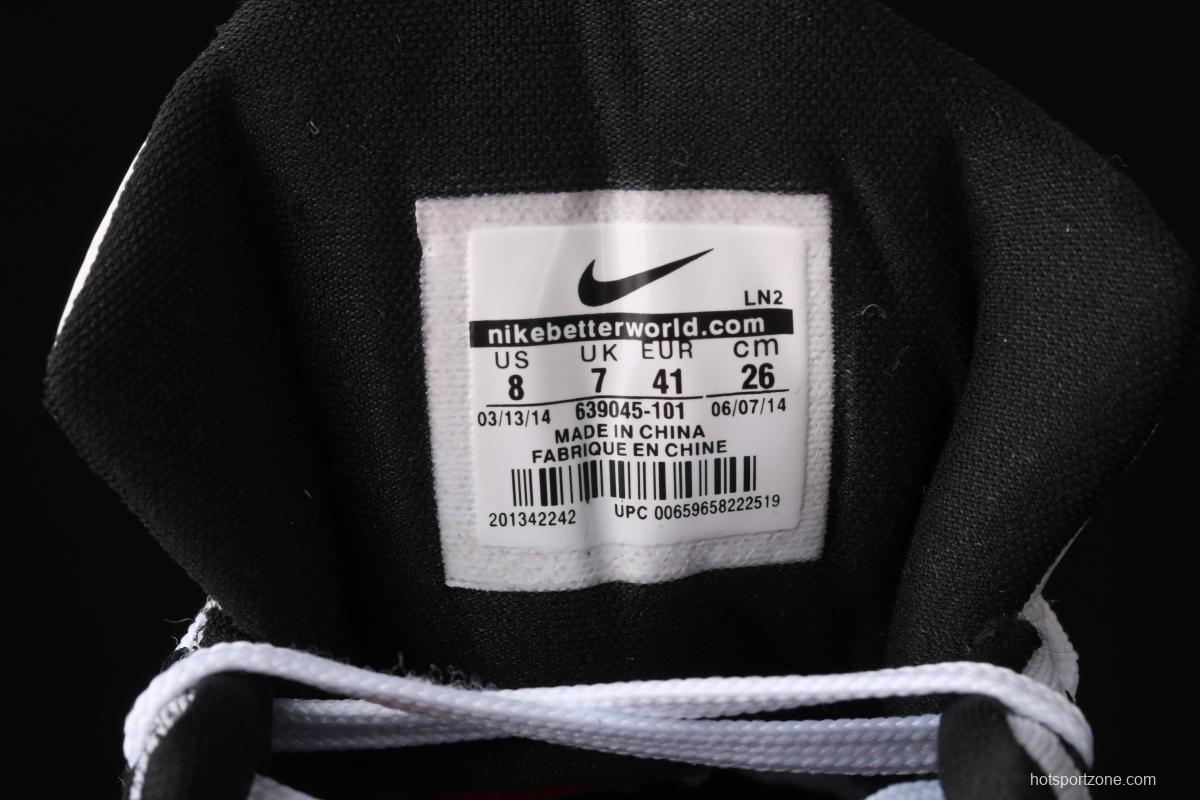 LN2
nikebetterworld.com
US UK EUR cm
8 7 41 26
03/13/14 639045-101 06/07/14
MADE IN CHINA
FABRIQUE EN CHINE
201342242 UPC 00659658222519
hotsportzone.com